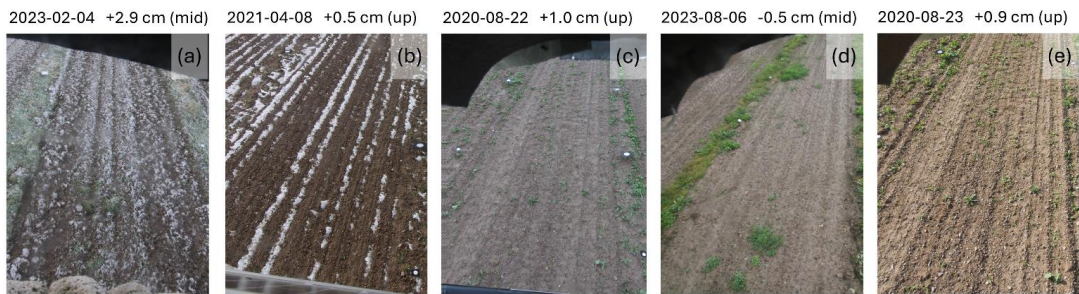 2023-02-04 +2.9 cm (mid)
2021-04-08 +0.5 cm (up)
2020-08-22 +1.0 cm (up)
2023-08-06 -0.5 cm (mid)
2020-08-23 +0.9 cm (up)
(a)
(b)
(c)
(d)
(e)